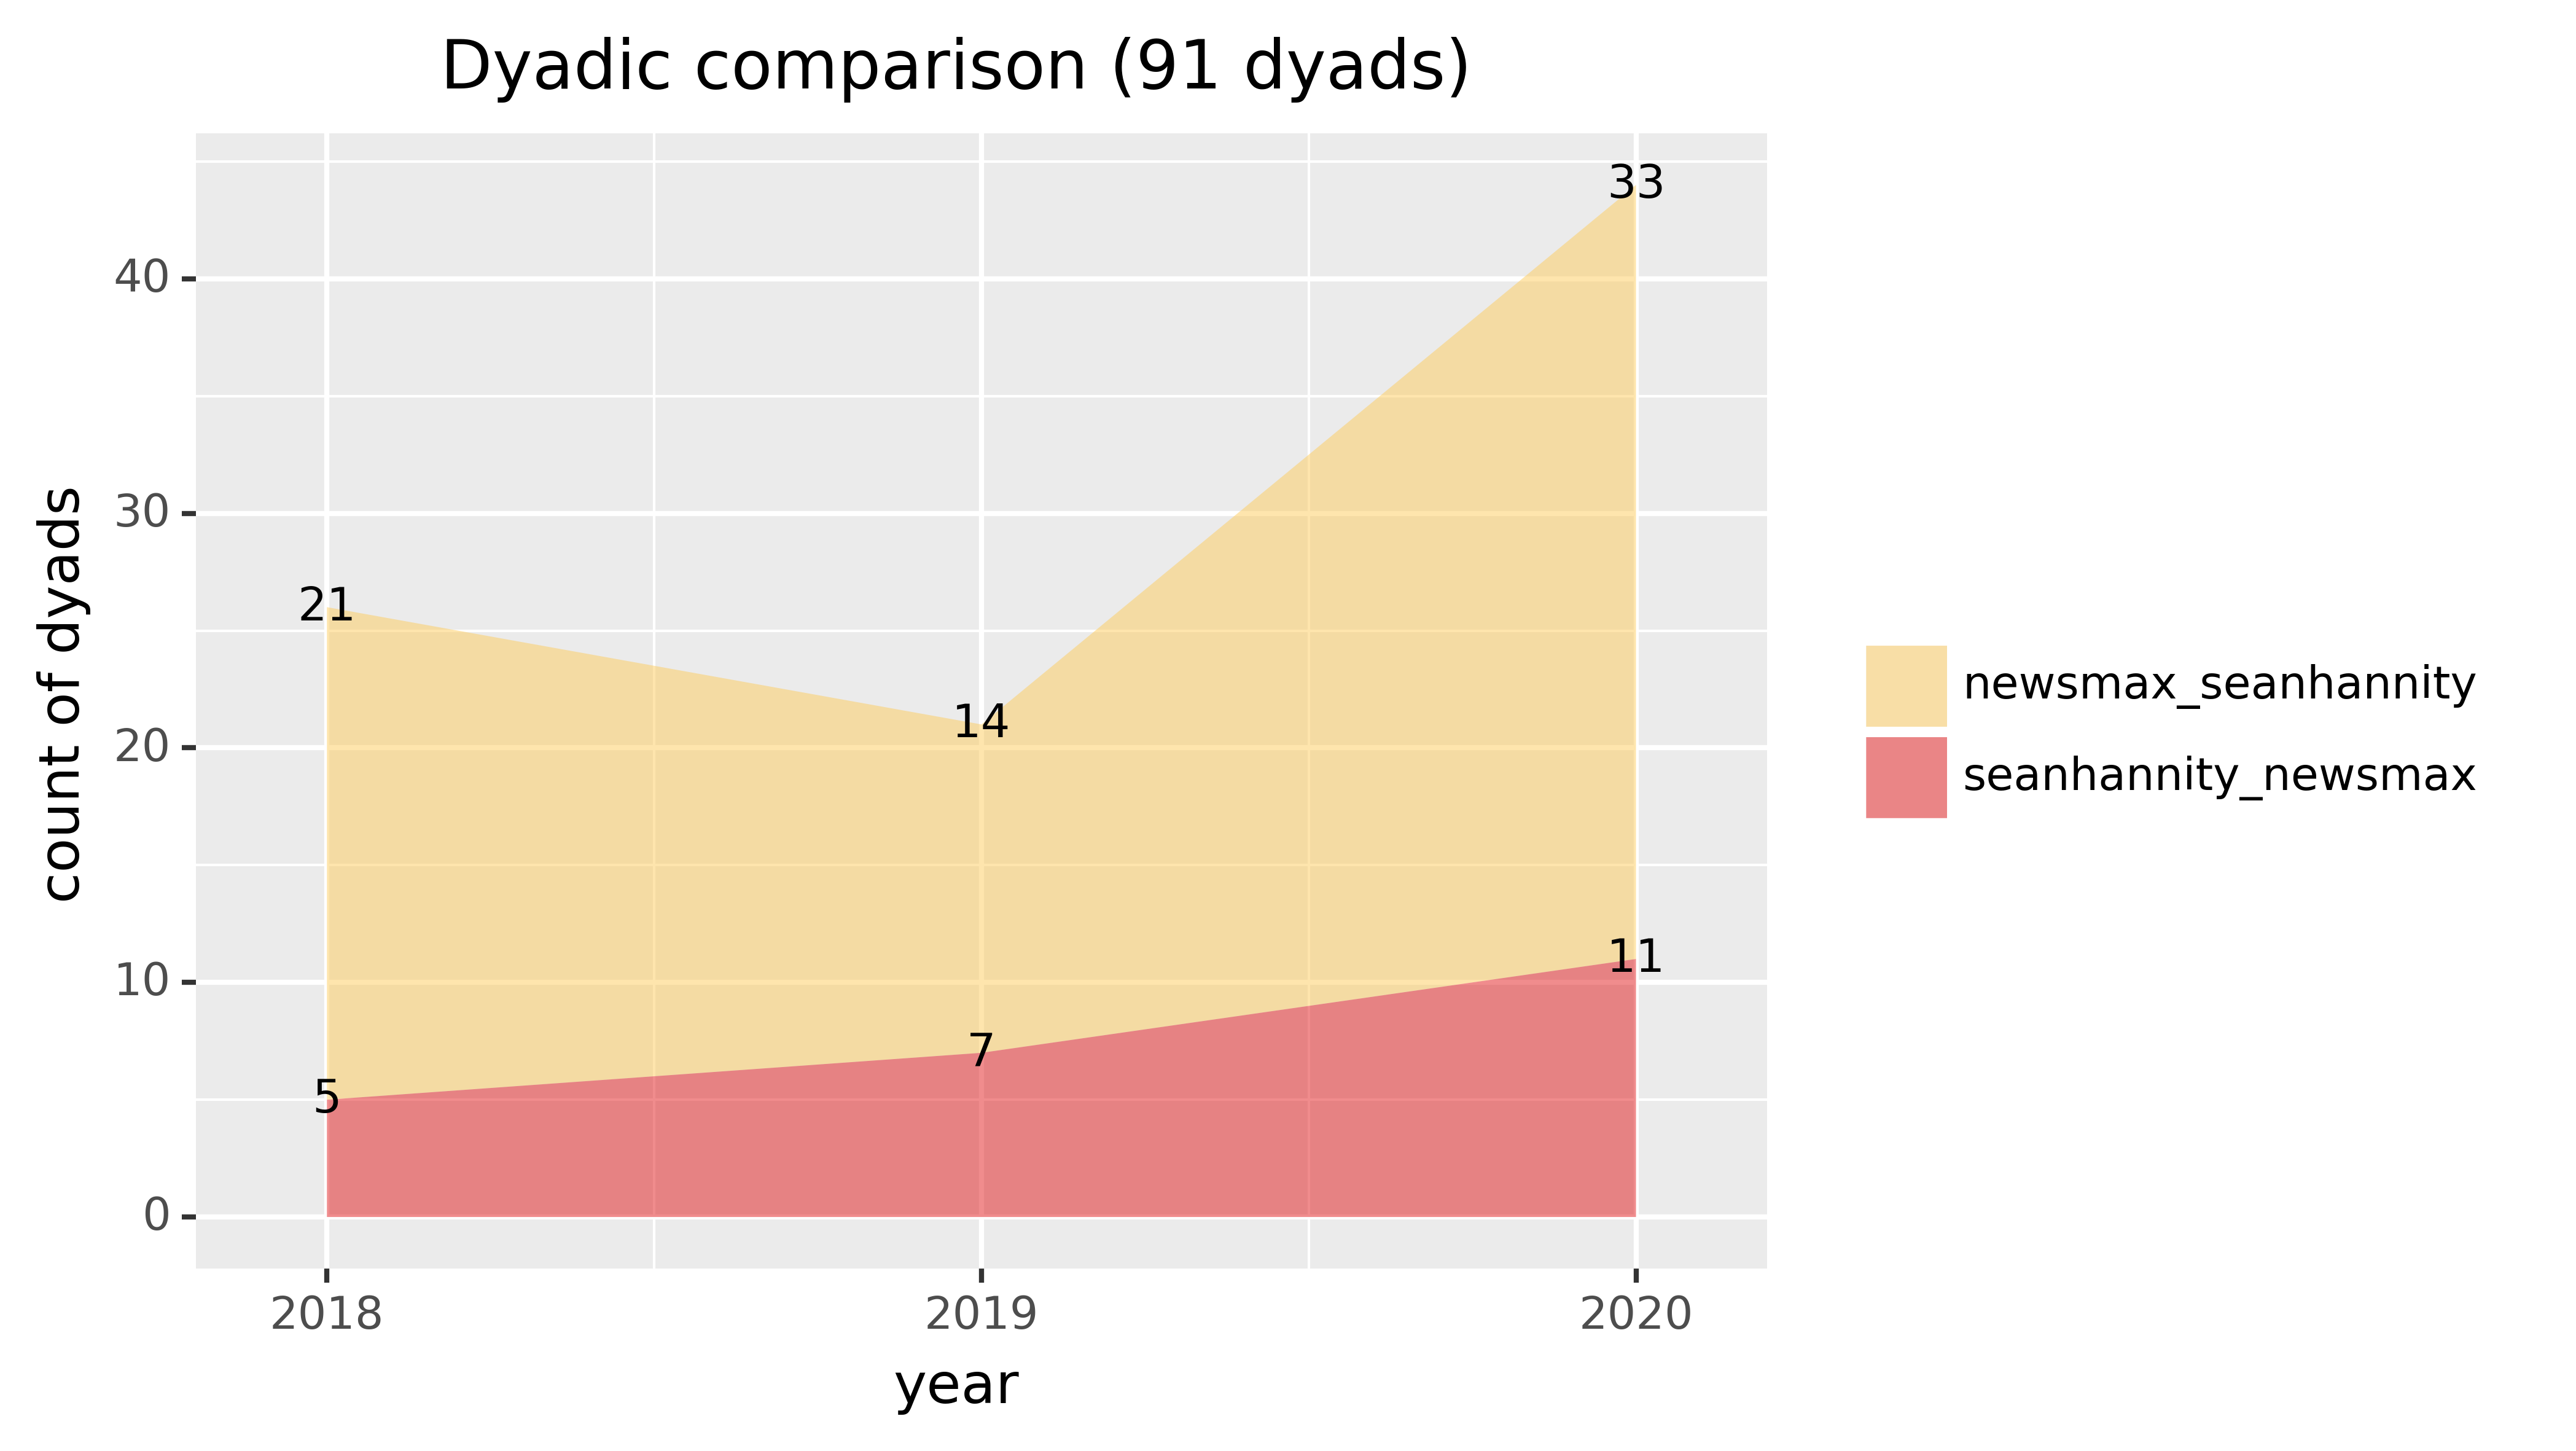 Dyadic comparison (91 dyads)
count of dyads
40
30
20
10
0
33
21
14
11
7
5
2018
2019
2020
year
newsmax_seanhannity
seanhannity_newsmax